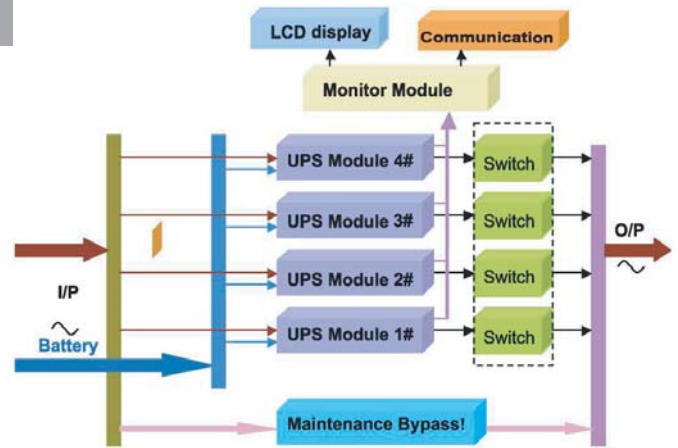 LCD display
Communication
Monitor Module
UPS Module 4#
Switch
UPS Module 3#
Switch
O/P
UPS Module 2#
Switch
I/P
UPS Module 1#
Switch
Battery
Maintenance Bypass!